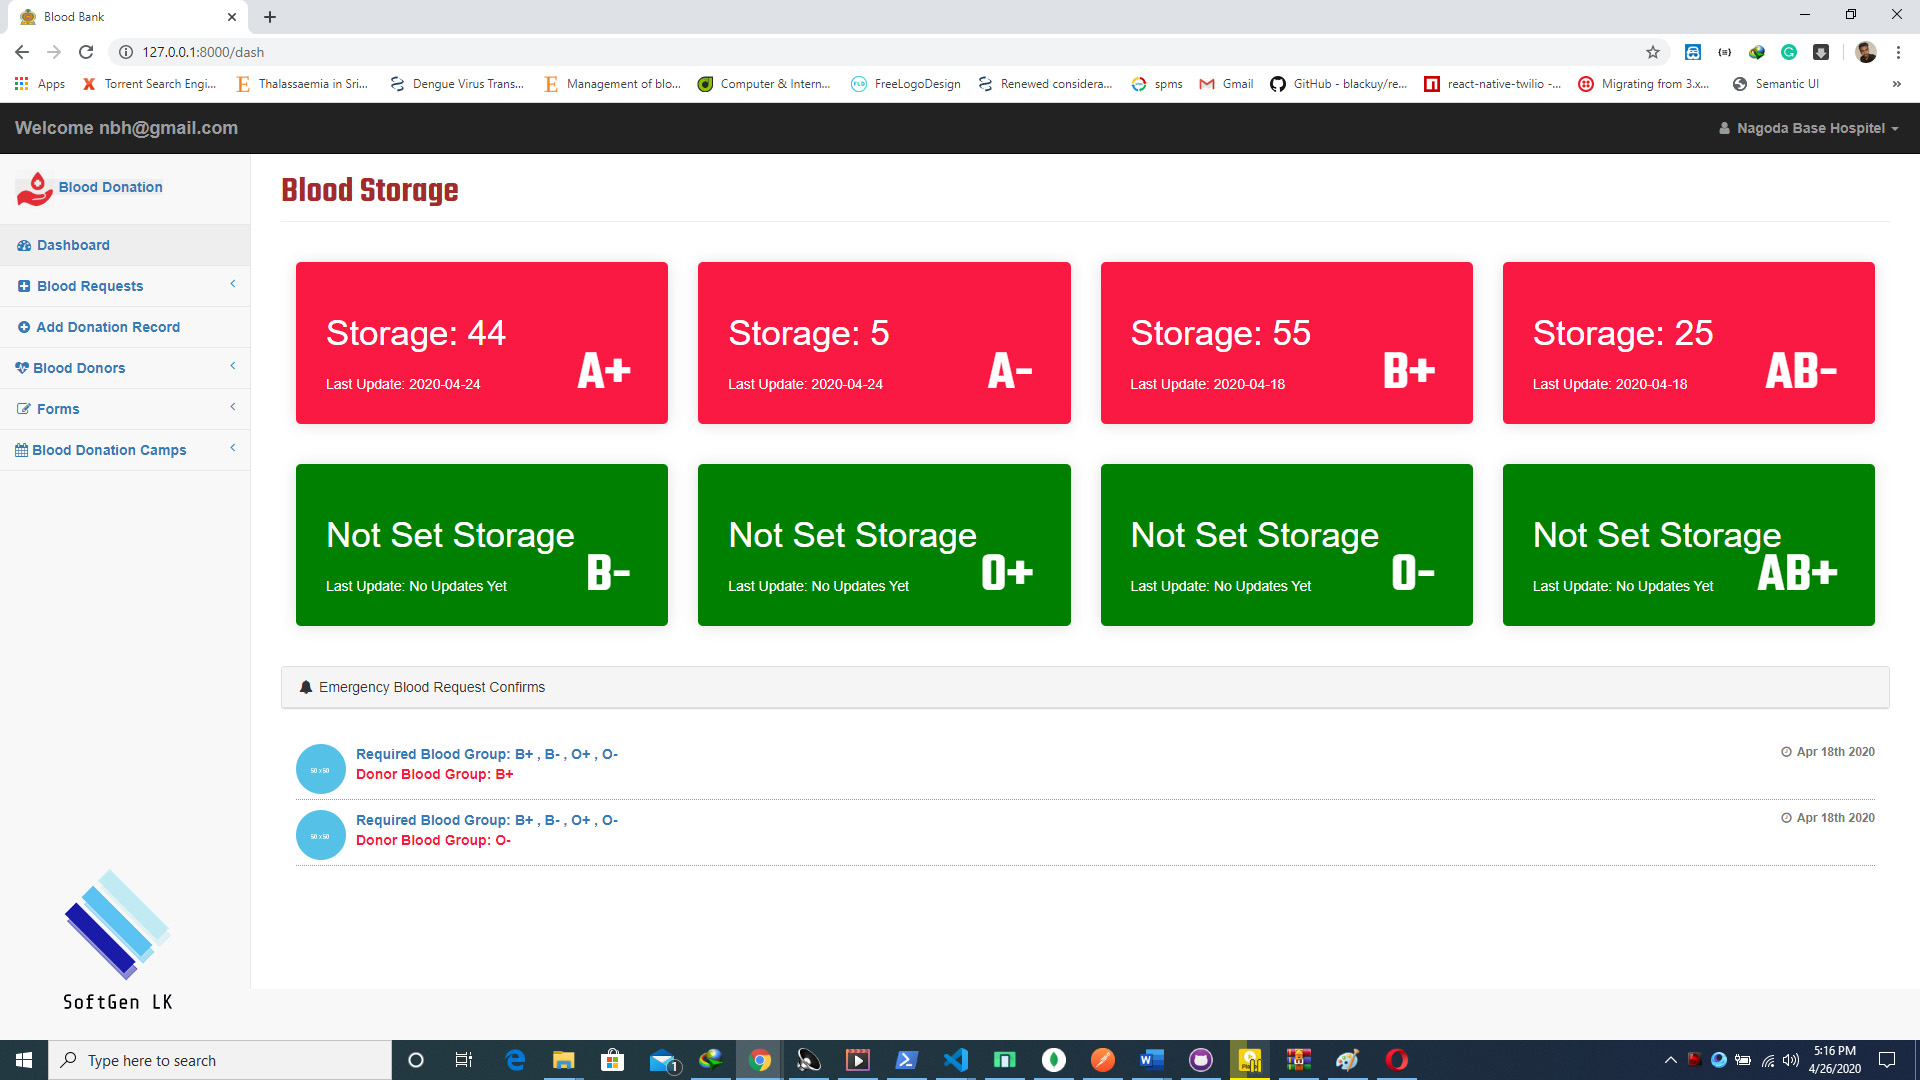 Blood Bank
127.0.0.1:8000/dash
Apps
Torrent Search Engi...
Thalassaemia in Sri...
Dengue Virus Trans...
Management of blo...
Computer & Intern...
FreeLogoDesign
Renewed considera...
spms
Gmail
GitHub - blackuy/re...
react-native-twilio -...
Migrating from 3.x...
Semantic UI
»
Welcome nbh@gmail.com
Nagoda Base Hospitel
Blood Donation
Dashboard
Blood Requests
Add Donation Record
Blood Donors
Forms
Blood Donation Camps
SoftGen LK
Blood Storage
Storage: 44
Last Update: 2020-04-24
A+
Storage: 5
Last Update: 2020-04-24
A-
Storage: 55
Last Update: 2020-04-18
B+
Storage: 25
Last Update: 2020-04-18
AB-
Not Set Storage
Last Update: No Updates Yet
B-
Not Set Storage
Last Update: No Updates Yet
O+
Not Set Storage
Last Update: No Updates Yet
O-
Not Set Storage
Last Update: No Updates Yet
AB+
Emergency Blood Request Confirms
50 x 50
Required Blood Group: B+ , B- , O+ , O-
Apr 18th 2020
Donor Blood Group: B+
50 x 50
Required Blood Group: B+ , B- , O+ , O-
Apr 18th 2020
Donor Blood Group: O-
Type here to search
1
5:16 PM
4/26/2020